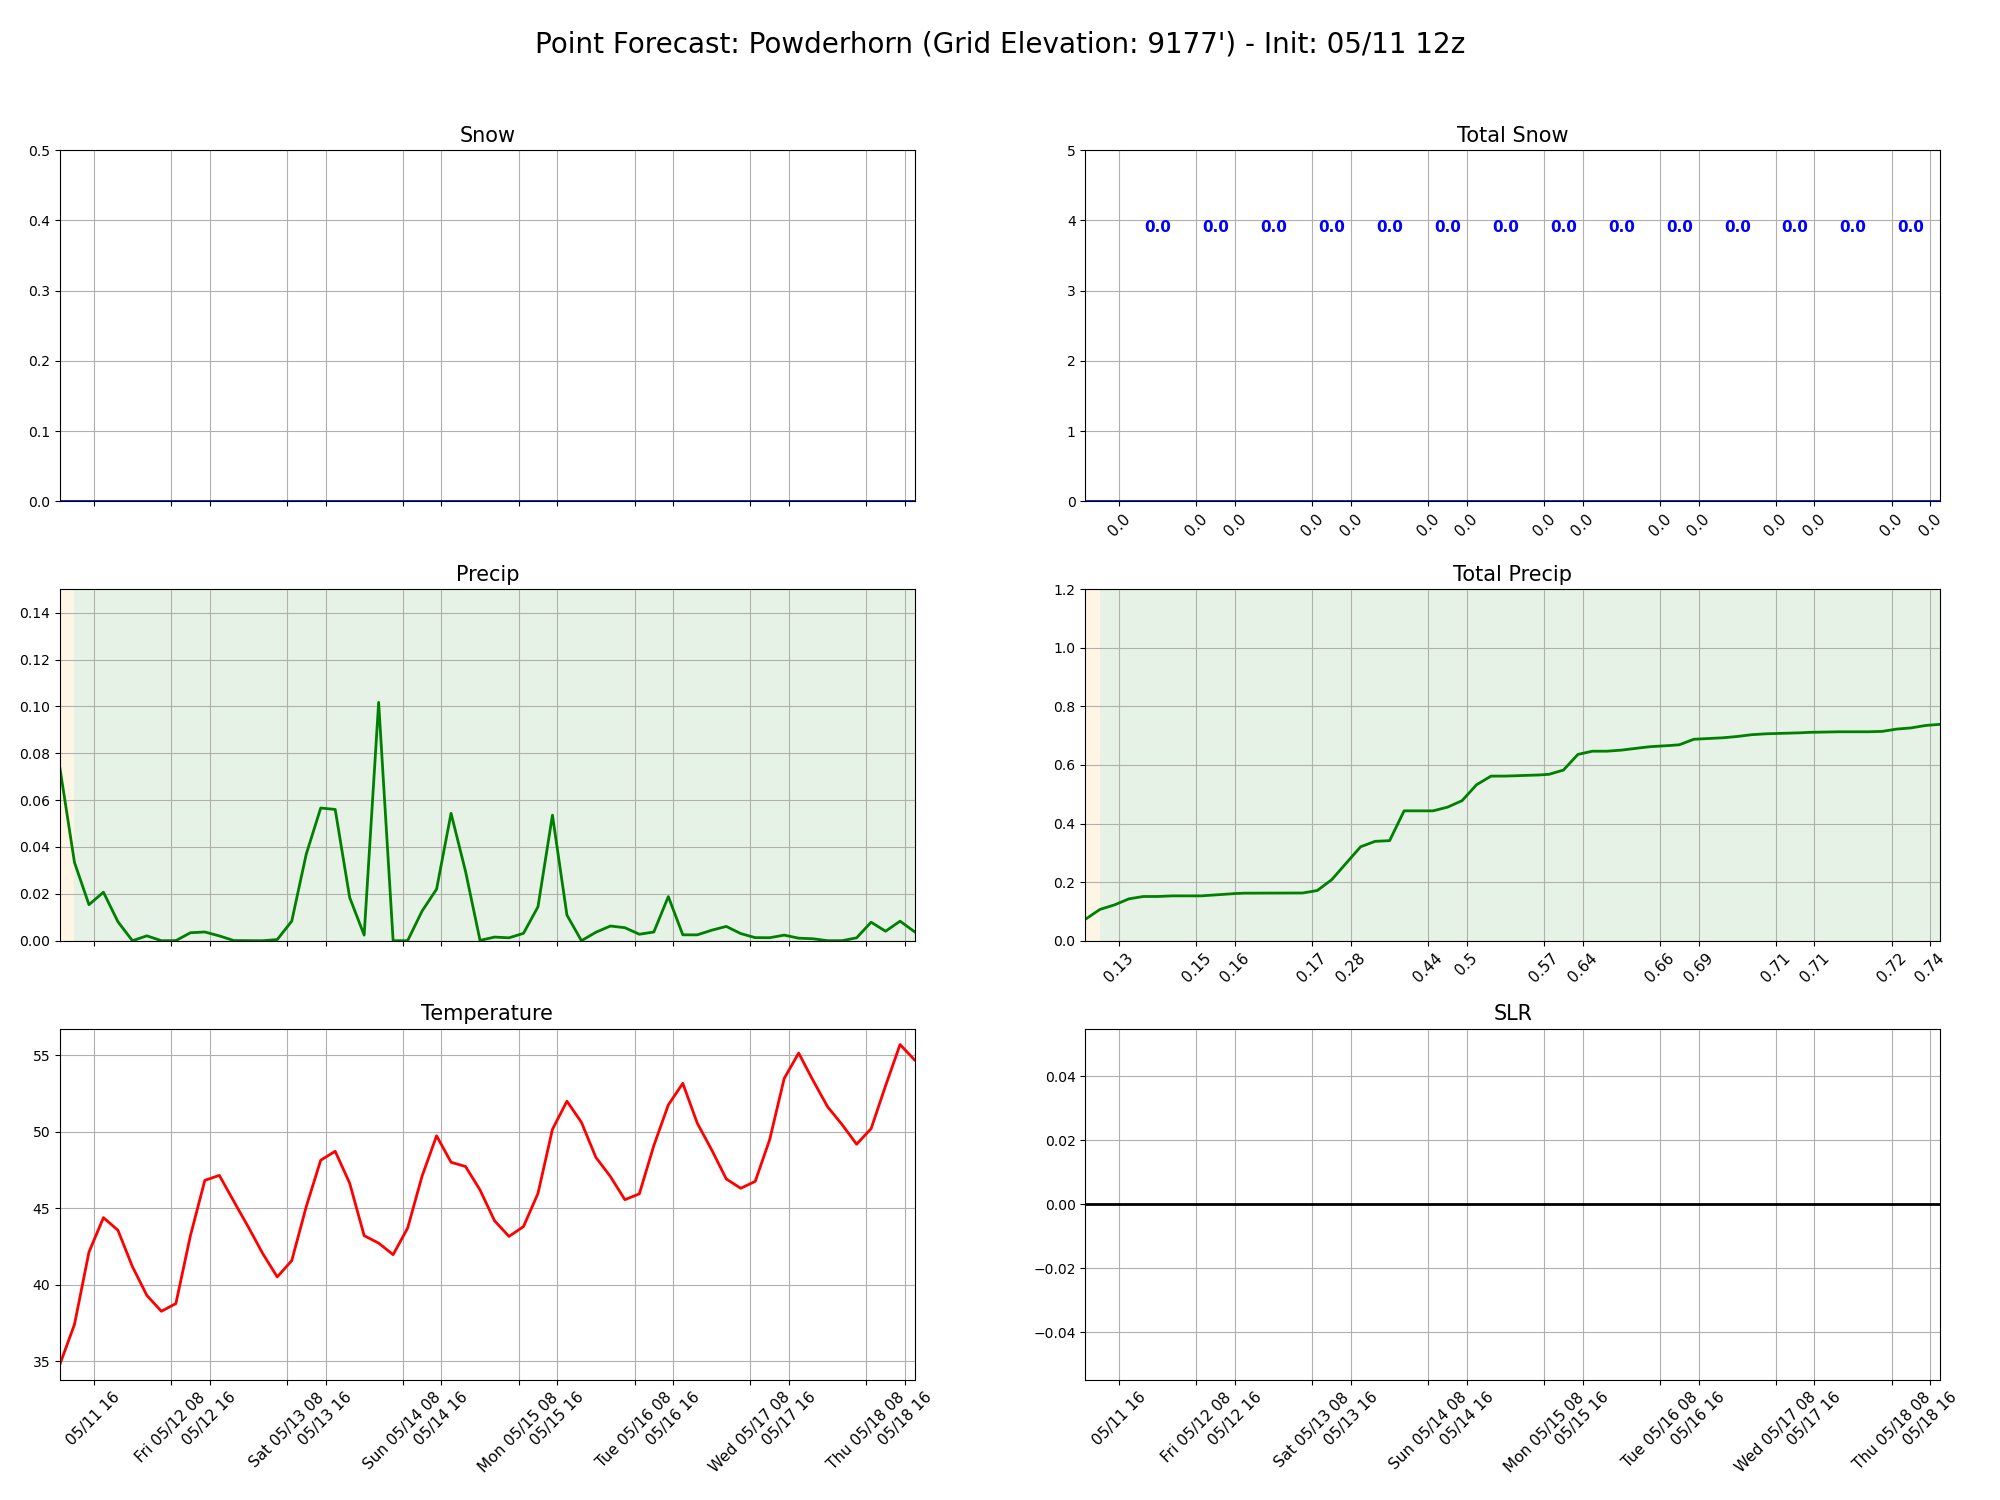 Point Forecast: Powderhorn (Grid Elevation: 9177') - Init: 05/11 12z
Snow
0.5
0.4
0.3
0.2
0.1
0.0
Total Snow
5
4
3
2
1
0
0.0 0.0 0.0 0.0 0.0 0.0 0.0 0.0 0.0 0.0 0.0 0.0 0.0 0.0
0.0 0.0 0.0 0.0 0.0 0.0 0.0 0.0 0.0 0.0 0.0 0.0 0.0 0.0 0.0
Precip
0.14
0.12
0.10
0.08
0.06
0.04
0.02
0.00
Total Precip
1.2
1.0
0.8
0.6
0.4
0.2
0.0
0.13 0.15 0.16 0.17 0.28 0.44 0.5 0.57 0.64 0.66 0.69 0.71 0.71 0.72 0.74
Temperature
55
50
45
40
35
05/11 16
Fri 05/12 08
05/12 16
Sat 05/13 08
05/13 16
Sun 05/14 08
05/14 16
Mon 05/15 08
05/15 16
Tue 05/16 08
05/16 16
Wed 05/17 08
05/17 16
Thu 05/18 08
05/18 16
SLR
0.04
0.02
0.00
−0.02
−0.04
05/11 16
Fri 05/12 08
05/12 16
Sat 05/13 08
05/13 16
Sun 05/14 08
05/14 16
Mon 05/15 08
05/15 16
Tue 05/16 08
05/16 16
Wed 05/17 08
05/17 16
Thu 05/18 08
05/18 16